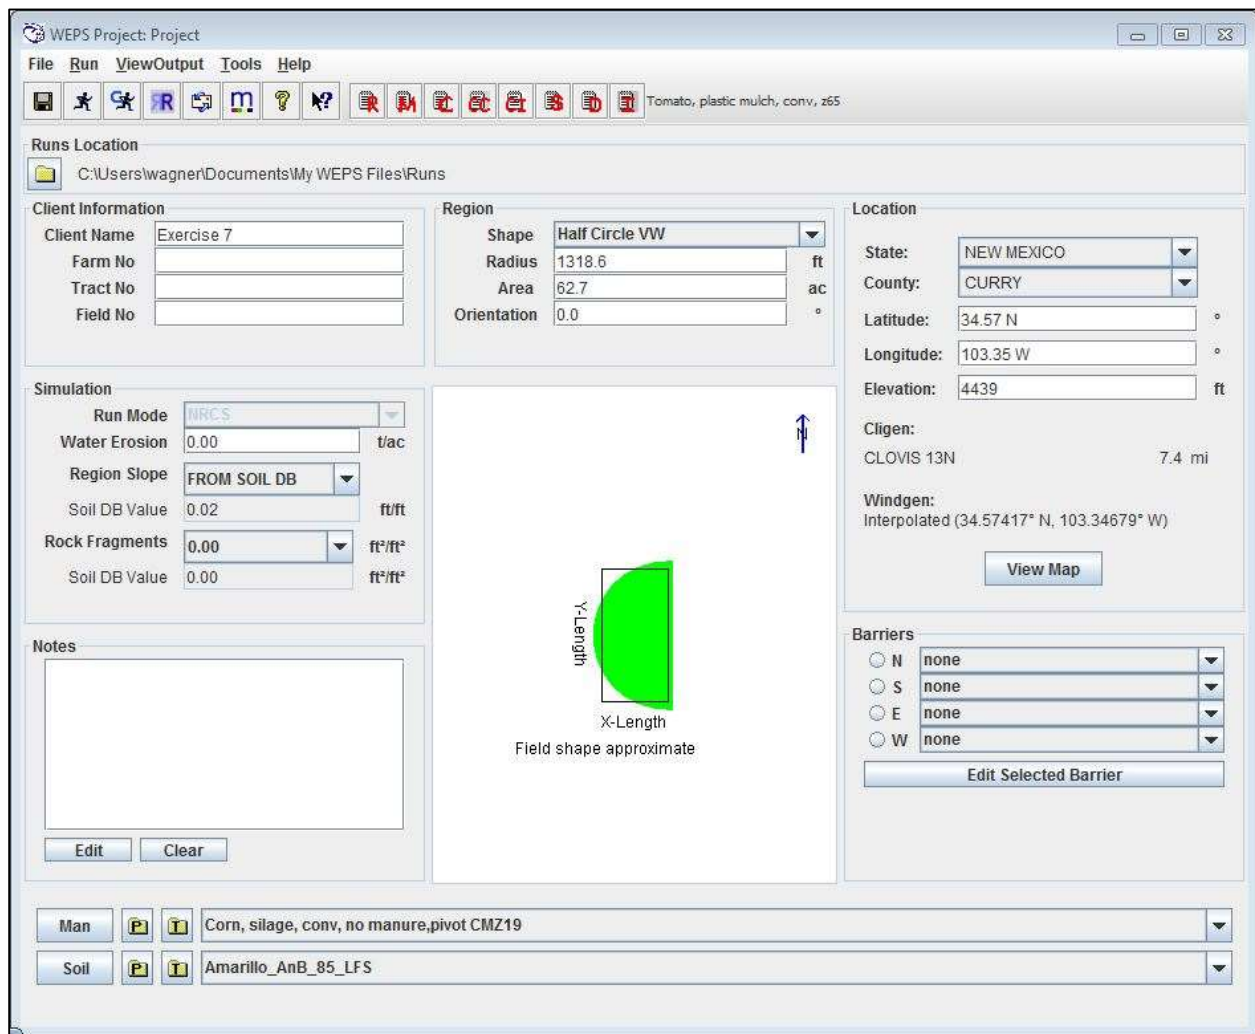 WEPS Project: Project
File Run ViewOutput Tools Help
Tomato, plastic mulch, conv, z65
Runs Location
C:\Users\wagner\Documents\My WEPS Files\Runs
Client Information
Client Name Exercise 7
Farm No
Tract No
Field No
Region
Shape Half Circle VW
Radius 1318.6 ft
Area 62.7 ac
Orientation 0.0 °
Location
State: NEW MEXICO
County: CURRY
Latitude: 34.57 N °
Longitude: 103.35 W °
Elevation: 4439 ft
Cligen:
CLOVIS 13N 7.4 mi
Windgen:
Interpolated (34.57417° N, 103.34679° W)
View Map
Simulation
Run Mode NRCS
Water Erosion 0.00 t/ac
Region Slope FROM SOIL DB
Soil DB Value 0.02 ft/ft
Rock Fragments 0.00 ft²/ft²
Soil DB Value 0.00 ft²/ft²
N
Y-Length
X-Length
Field shape approximate
Notes
Edit Clear
Barriers
N none
S none
E none
W none
Edit Selected Barrier
Man P T Corn, silage, conv, no manure,pivot CMZ19
Soil P T Amarillo_AnB_85_LFS